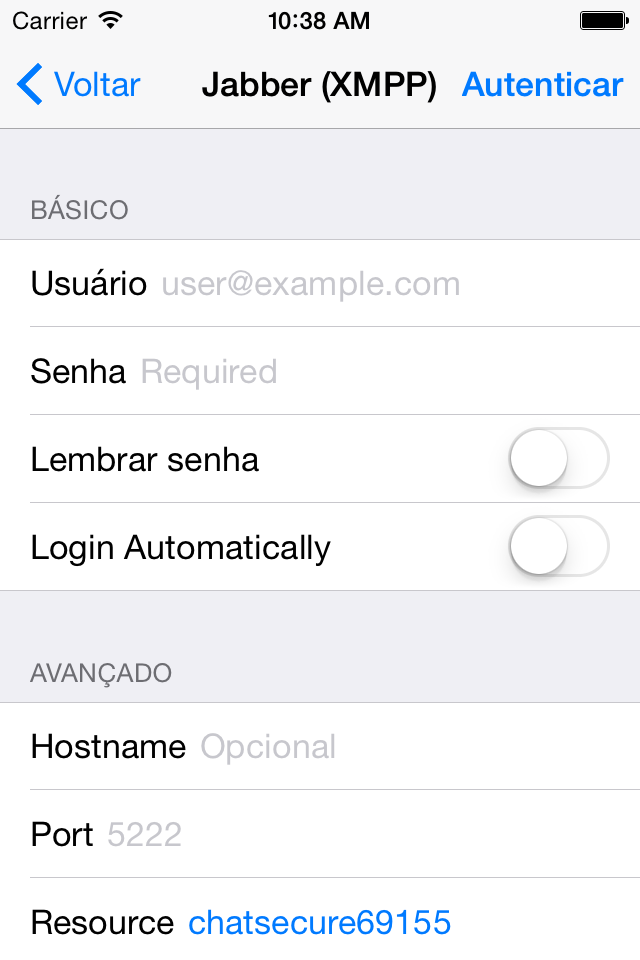 Carrier 10:38 AM
Voltar Jabber (XMPP) Autenticar
BÁSICO
Usuário user@example.com
Senha Required
Lembrar senha
Login Automatically
AVANÇADO
Hostname Opcional
Port 5222
Resource chatsecure69155